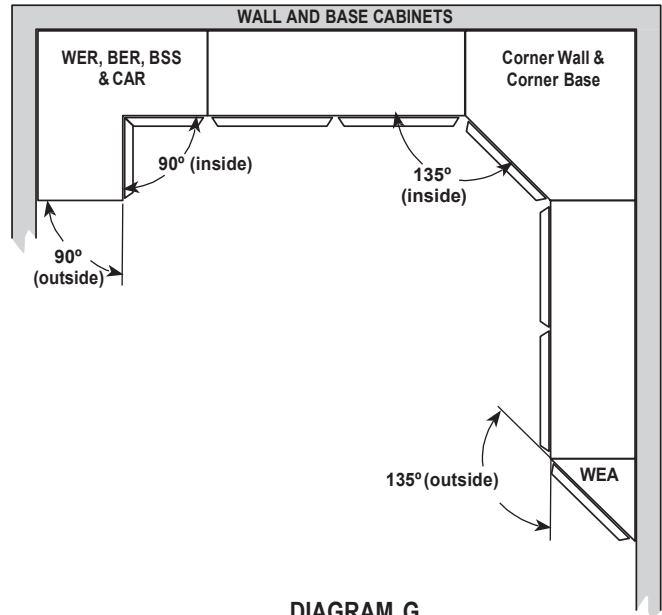 WALL AND BASE CABINETS
WER, BER, BSS
& CAR
Corner Wall &
Corner Base
90º (inside)
135º
(inside)
90º
(outside)
135º (outside)
WEA
DIAGRAM G